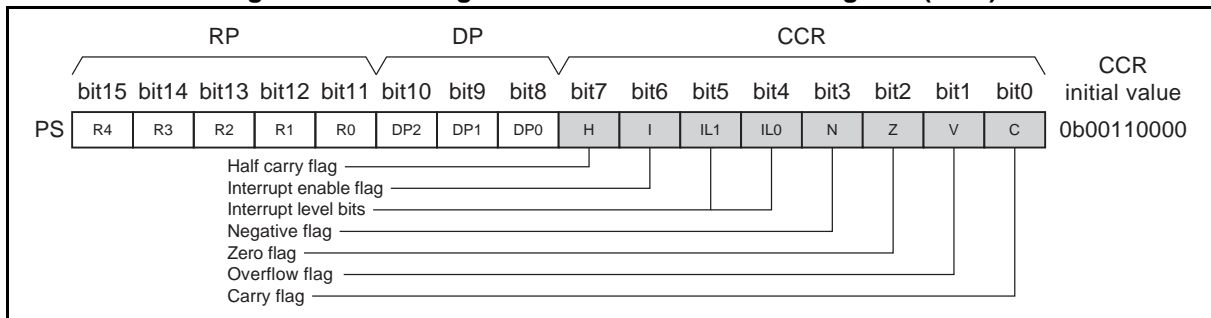 RP DP CCR
CCR
bit15 bit14 bit13 bit12 bit11 bit10 bit9 bit8 bit7 bit6 bit5 bit4 bit3 bit2 bit1 bit0 initial value
PS R4 R3 R2 R1 R0 DP2 DP1 DP0 H I IL1 IL0 N Z V C 0b00110000
Half carry flag
Interrupt enable flag
Interrupt level bits
Negative flag
Zero flag
Overflow flag
Carry flag